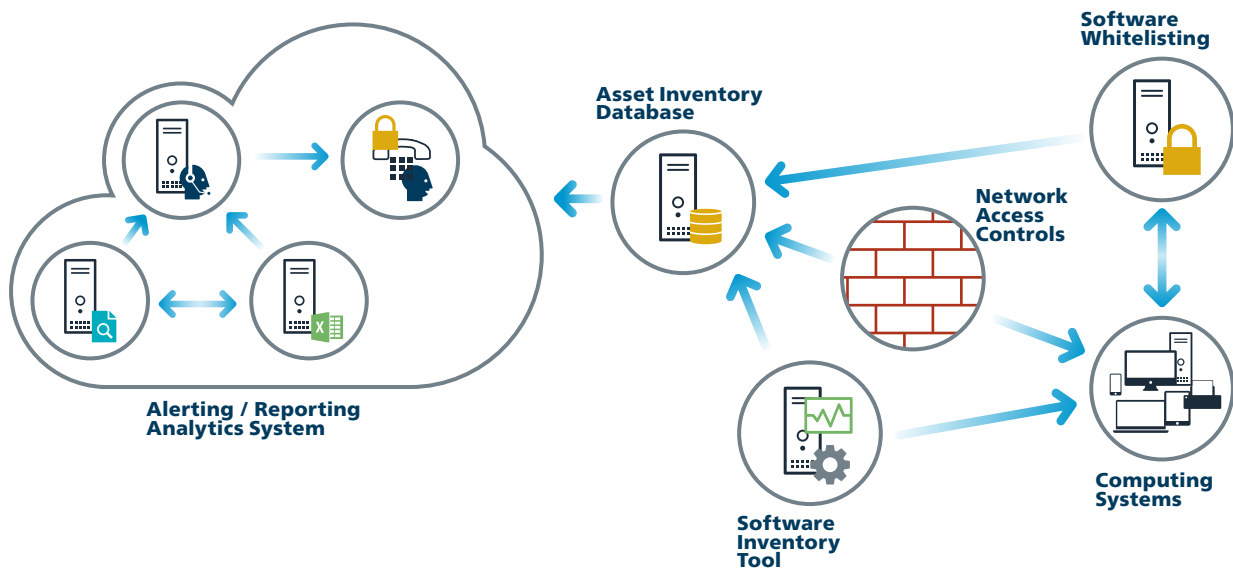 Software
Whitelisting
Asset Inventory
Database
Network
Access
Controls
Alerting / Reporting
Analytics System
Computing
Systems
Software
Inventory
Tool
X